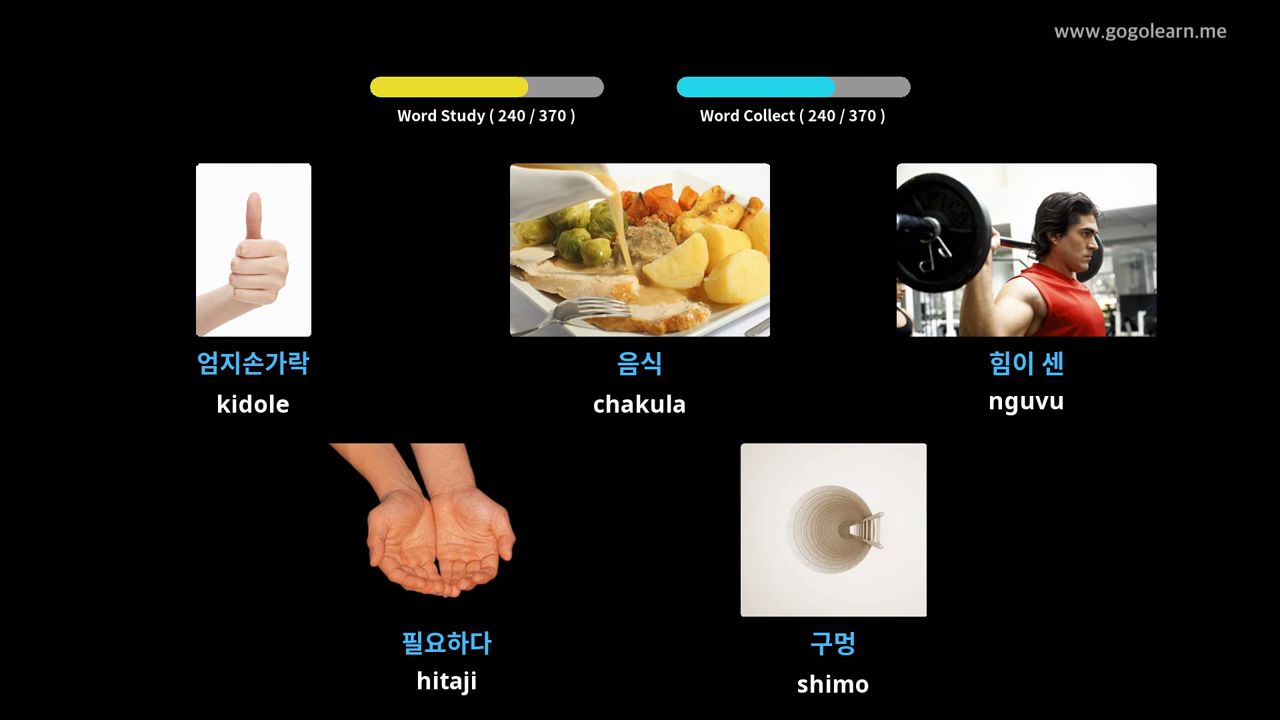 www.gogolearn.me
Word Study ( 240 / 370 )
Word Collect ( 240 / 370 )
엄지손가락
kidole
음식
chakula
힘이 센
nguvu
필요하다
hitaji
구멍
shimo